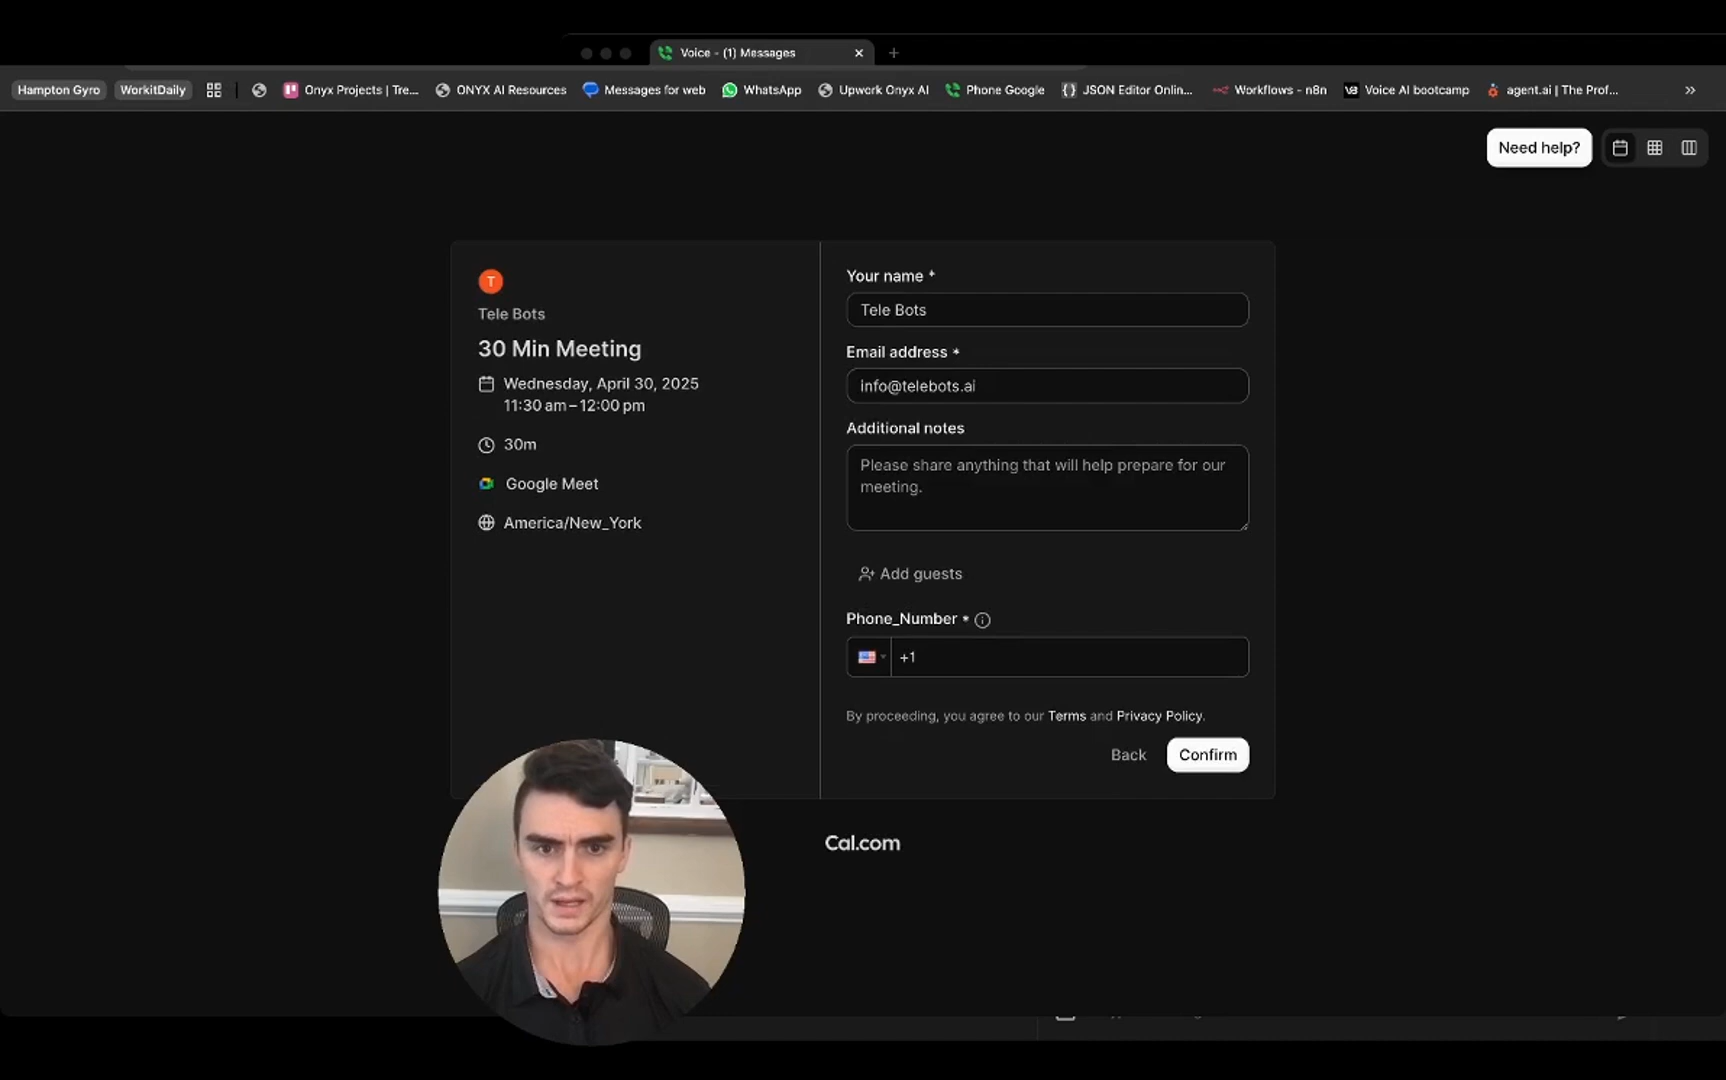 Voice - (1) Messages
Hampton Gyro
WorkitDaily
Onyx Projects | Tre...
ONYX AI Resources
Messages for web
WhatsApp
Upwork Onyx AI
Phone Google
JSON Editor Onlin...
Workflows - n8n
Voice AI bootcamp
agent.ai | The Prof...
Need help?
T
Tele Bots
30 Min Meeting
Wednesday, April 30, 2025
11:30 am – 12:00 pm
30m
Google Meet
America/New_York
Your name *
Tele Bots
Email address *
info@telebots.ai
Additional notes
Please share anything that will help prepare for our
meeting.
Add guests
Phone_Number *
+1
By proceeding, you agree to our Terms and Privacy Policy.
Back
Confirm
Cal.com